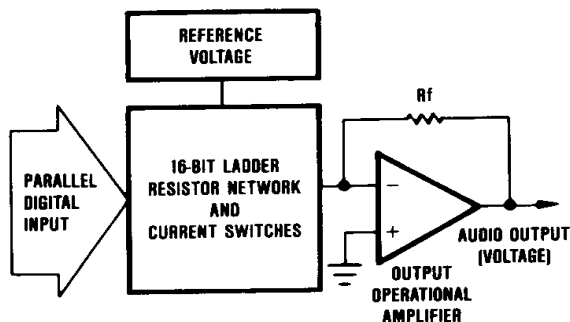 REFERENCE
VOLTAGE
Rf
PARALLEL
DIGITAL
INPUT
16-BIT LADDER
RESISTOR NETWORK
AND
CURRENT SWITCHES
−
+
AUDIO OUTPUT
(VOLTAGE)
OUTPUT
OPERATIONAL
AMPLIFIER